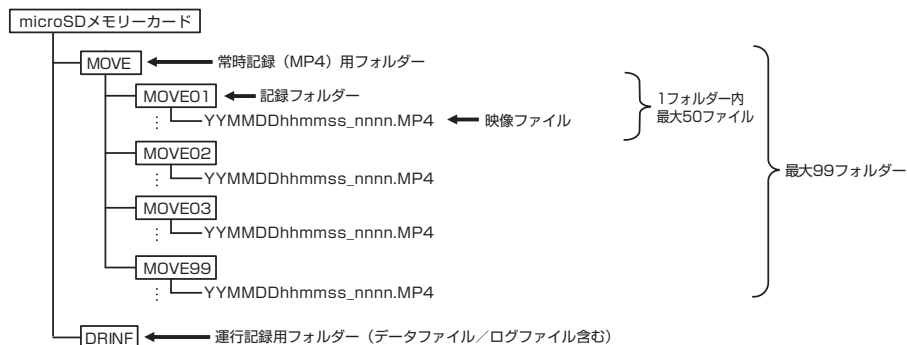 microSDメモリーカード
MOVE
常時記録（MP4）用フォルダー
MOVE01
記録フォルダー
YYMMDDhhmmss_nnnn.MP4
映像ファイル
1フォルダー内
最大50ファイル
MOVE02
YYMMDDhhmmss_nnnn.MP4
最大99フォルダー
MOVE03
YYMMDDhhmmss_nnnn.MP4
MOVE99
YYMMDDhhmmss_nnnn.MP4
DRINF
運行記録用フォルダー（データファイル／ログファイル含む）